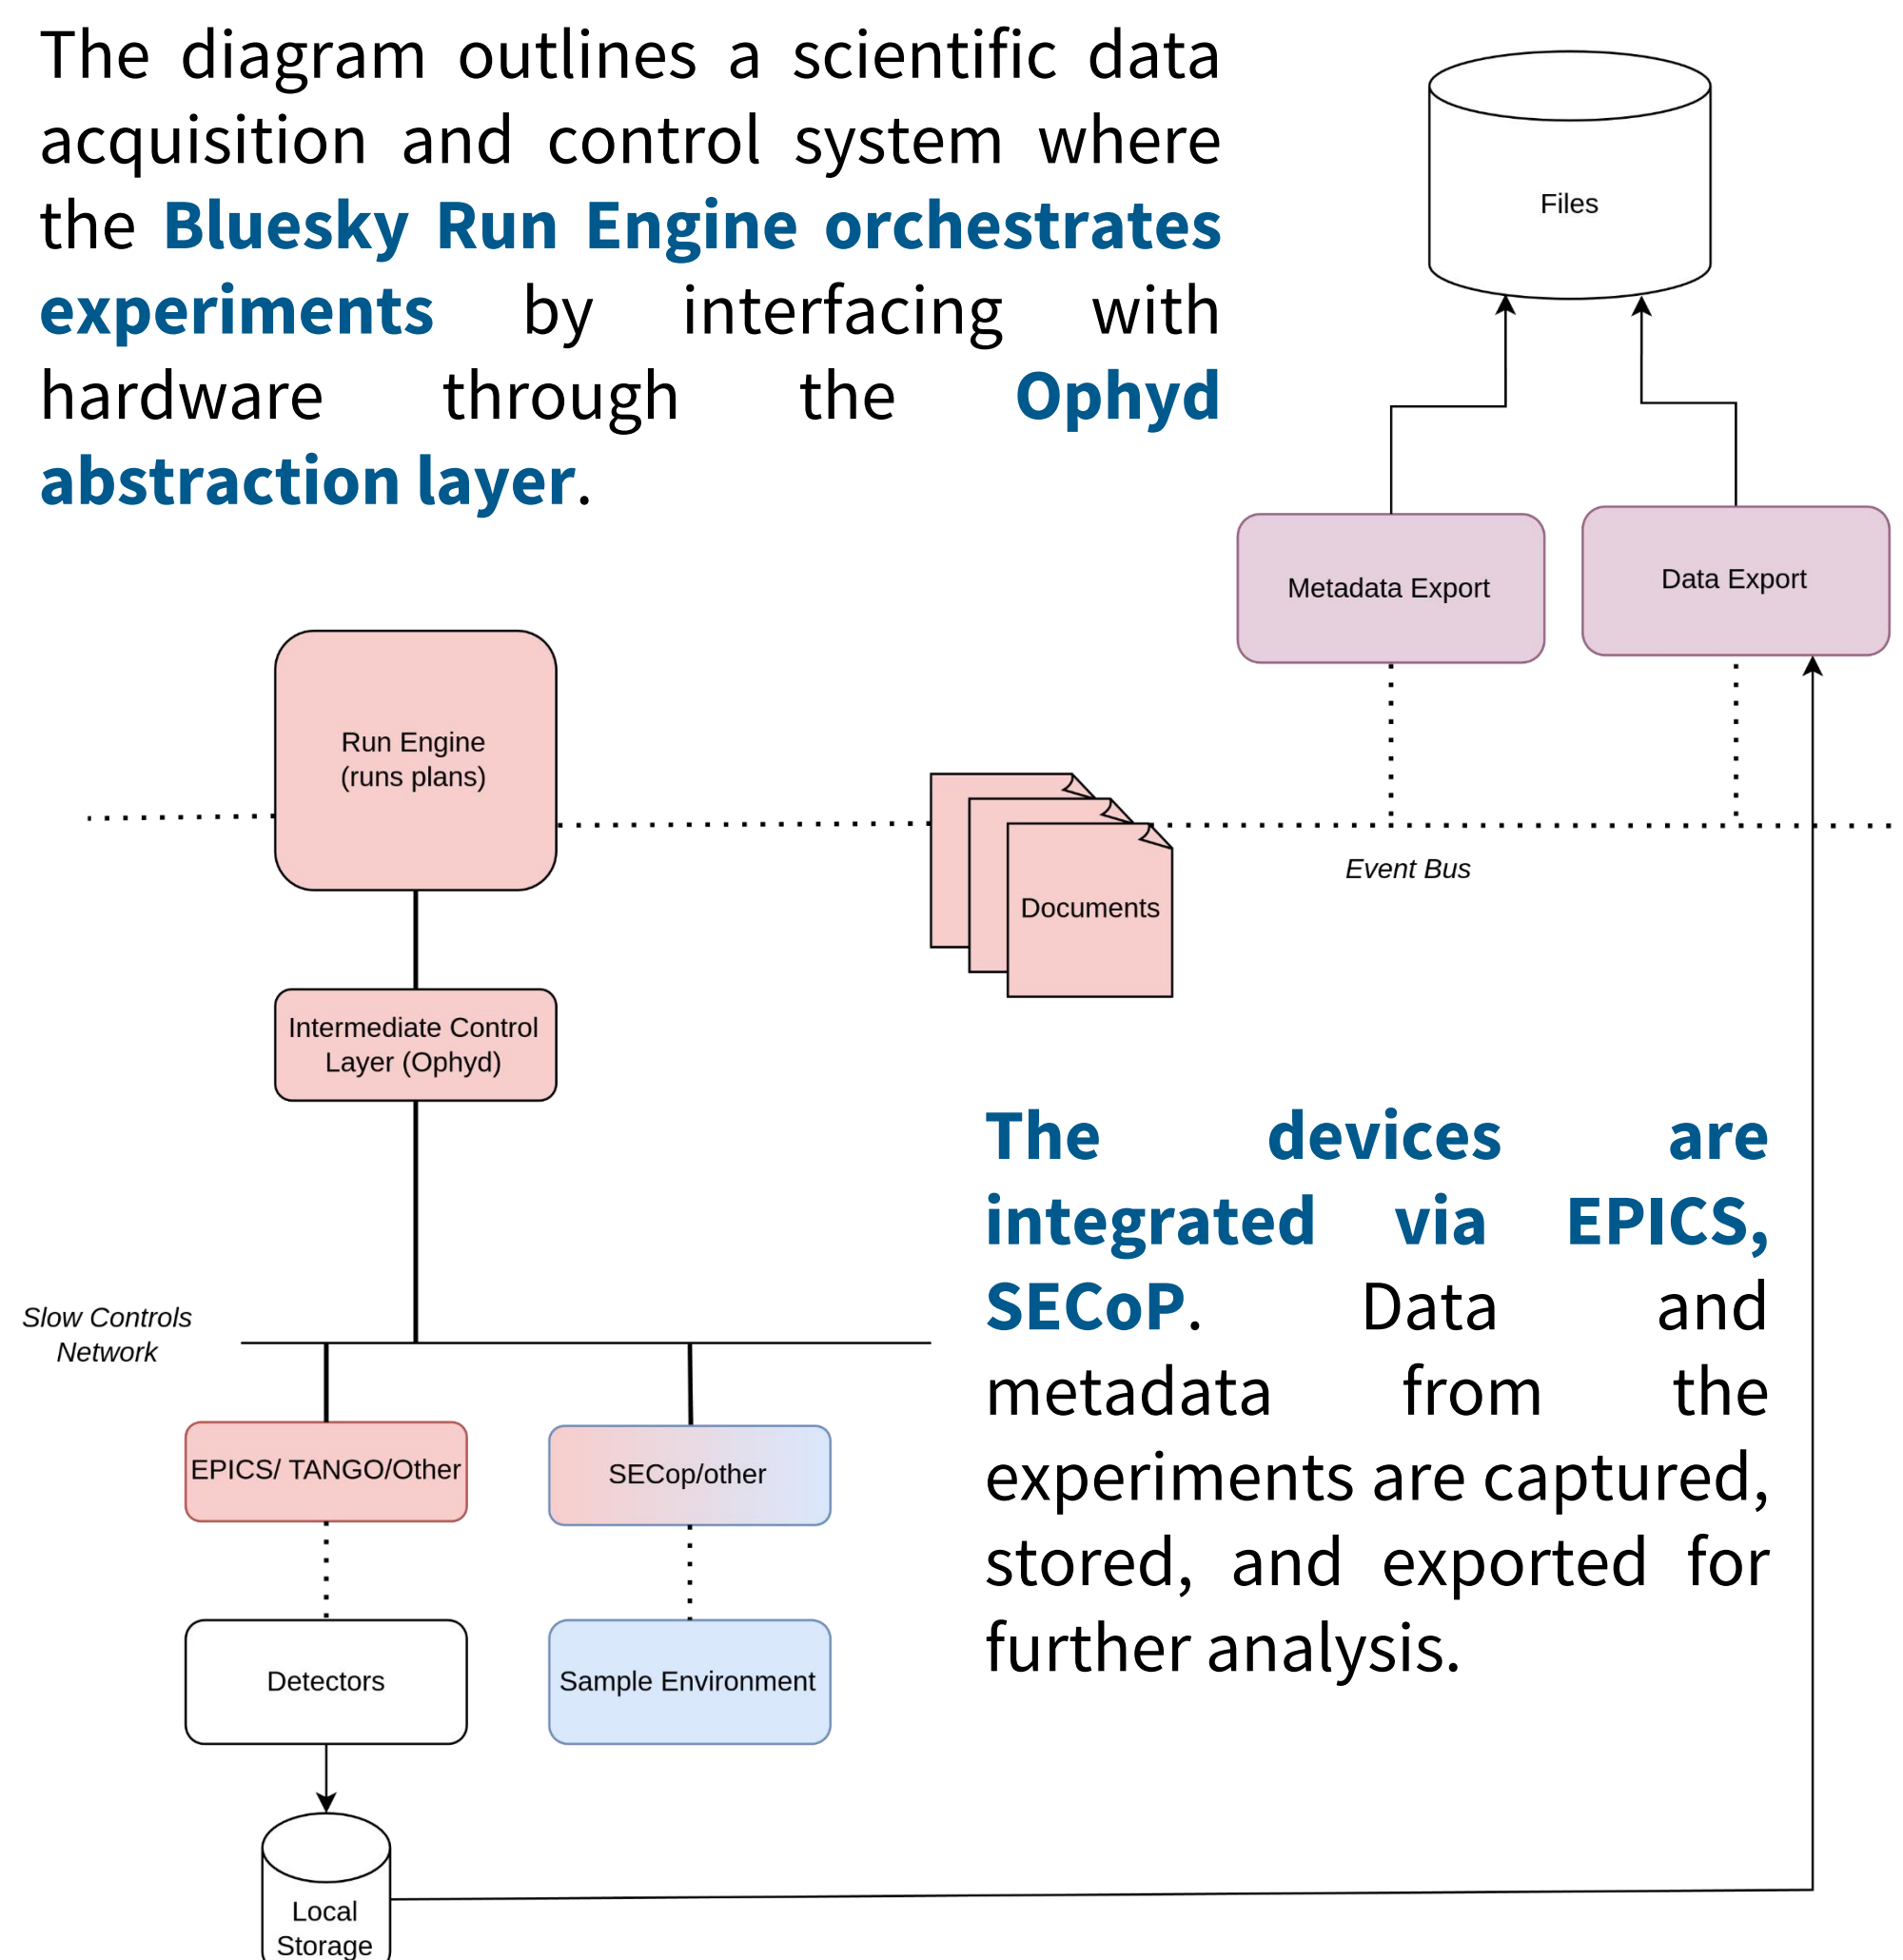 The diagram outlines a scientific data
acquisition and control system where
the Bluesky Run Engine orchestrates
experiments by interfacing with
hardware through the Ophyd
abstraction layer.
Files
Metadata Export
Data Export
Run Engine
(runs plans)
Documents
Event Bus
Intermediate Control
Layer (Ophyd)
The devices are
integrated via EPICS,
SECoP. Data and
metadata from the
experiments are captured,
stored, and exported for
further analysis.
Slow Controls
Network
EPICS/ TANGO/Other
SECop/other
Detectors
Sample Environment
Local
Storage